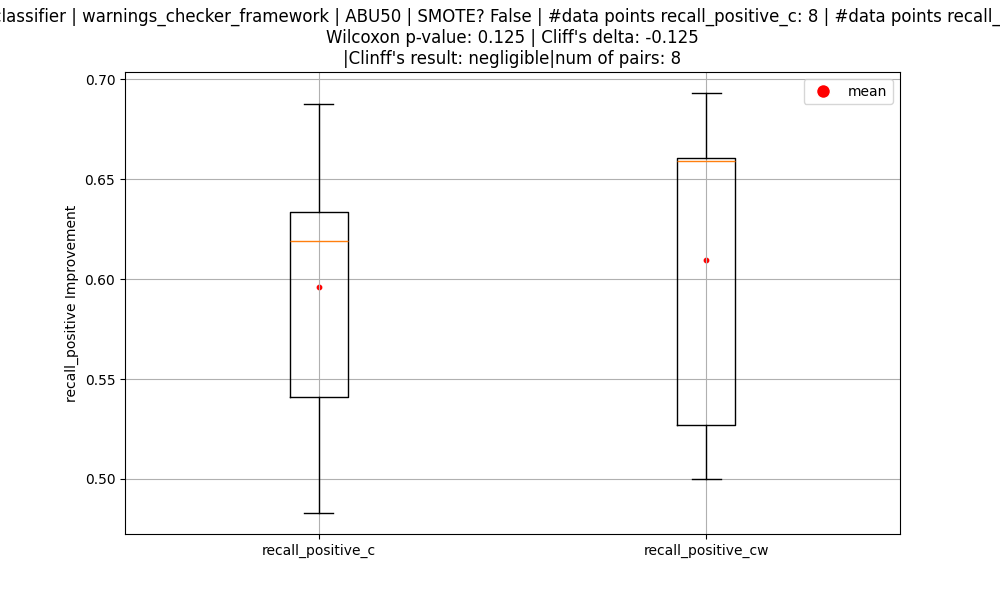 | warnings_checker_framework | ABU50 | SMOTE? False | #data points recall_positive_c: 8 | #data points
Wilcoxon p-value: 0.125 | Cliff's delta: -0.125
|Clinff's result: negligible|num of pairs: 8
0.70
mean
0.65
0.60
0.55
0.50
recall_positive Improvement
recall_positive_c
recall_positive_cw